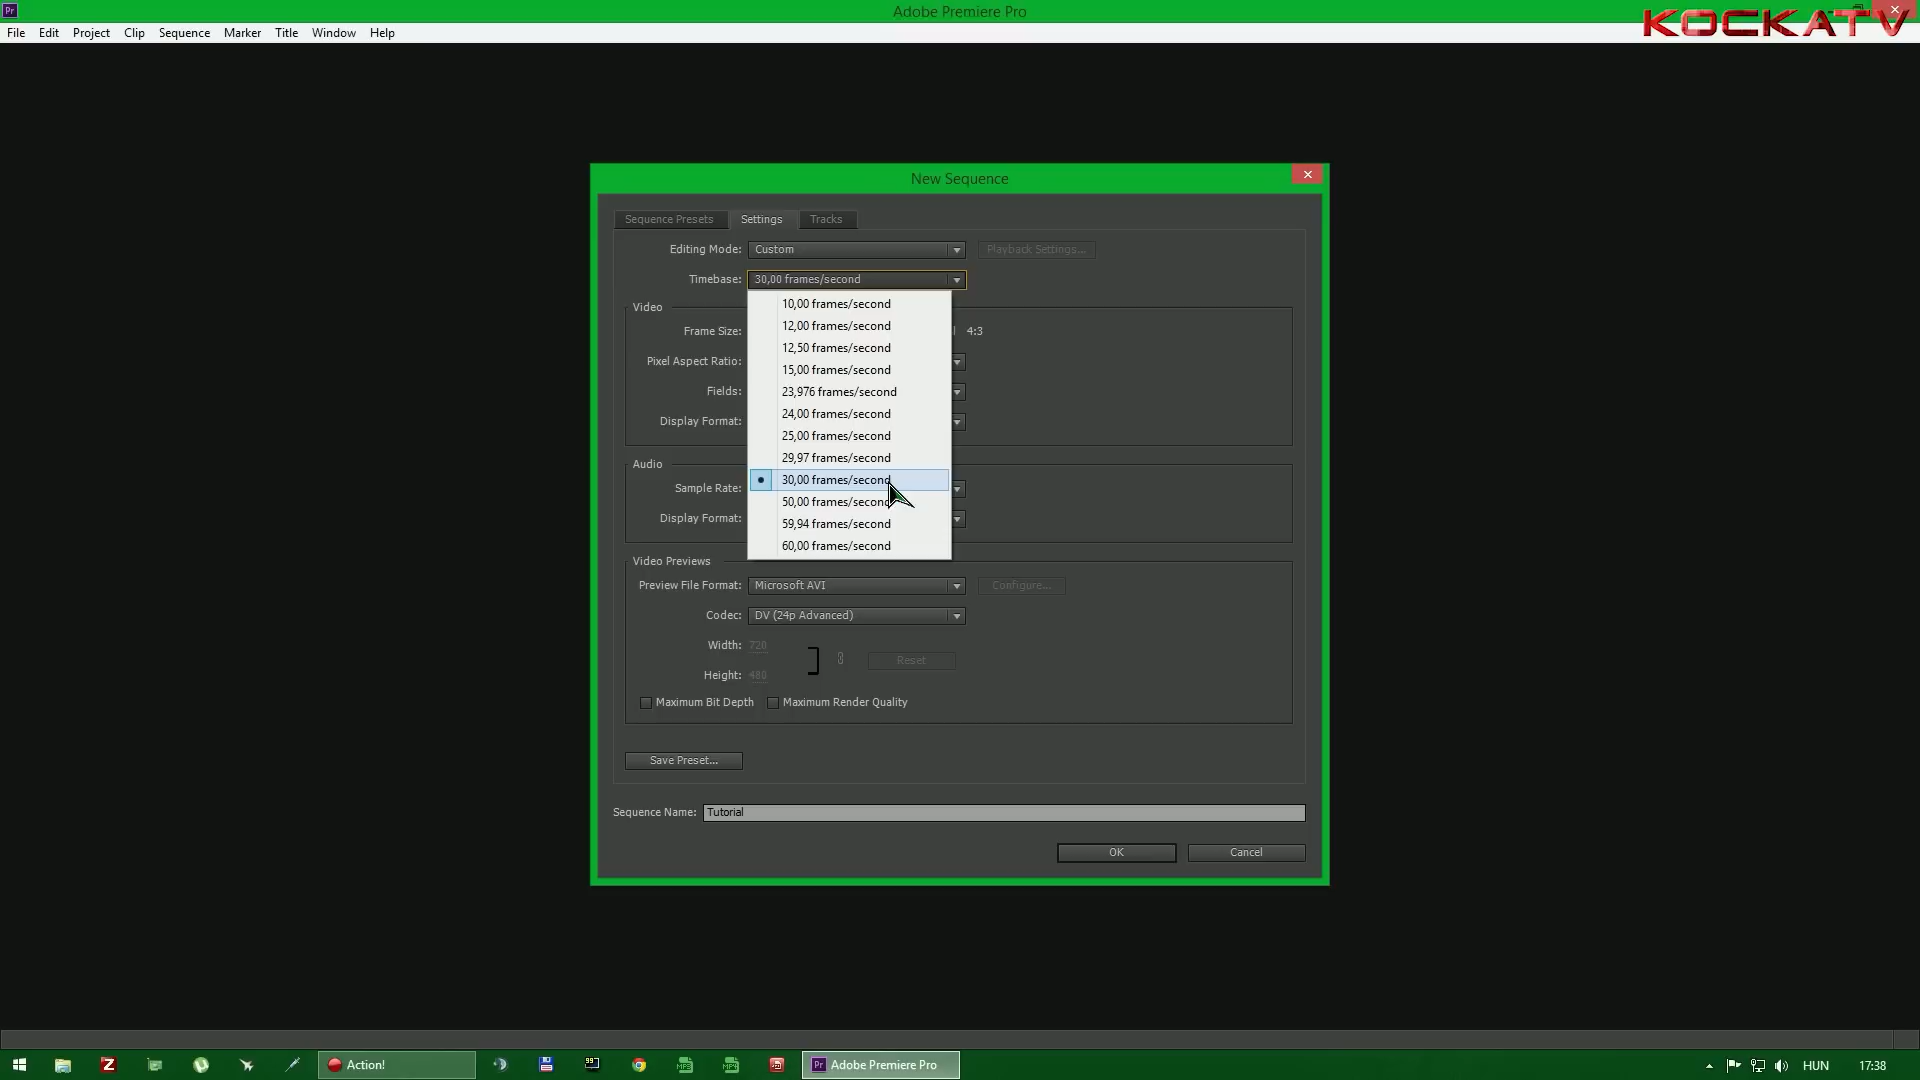 Adobe Premiere Pro
KOCKATV
File Edit Project Clip Sequence Marker Title Window Help
New Sequence
Sequence Presets Settings Tracks
Editing Mode: Custom Playback Settings...
Timebase: 30,00 frames/second
10,00 frames/second
Video
12,00 frames/second
Frame Size: 4:3
12,50 frames/second
Pixel Aspect Ratio:
15,00 frames/second
Fields:
23,976 frames/second
24,00 frames/second
Display Format:
25,00 frames/second
29,97 frames/second
Audio
30,00 frames/second
Sample Rate:
50,00 frames/second
Display Format:
59,94 frames/second
60,00 frames/second
Video Previews
Preview File Format: Microsoft AVI Configure...
Codec: DV (24p Advanced)
Width: 720
Reset
Height: 480
Maximum Bit Depth Maximum Render Quality
Save Preset...
Sequence Name: Tutorial
OK Cancel
Action! Adobe Premiere Pro HUN 17:38